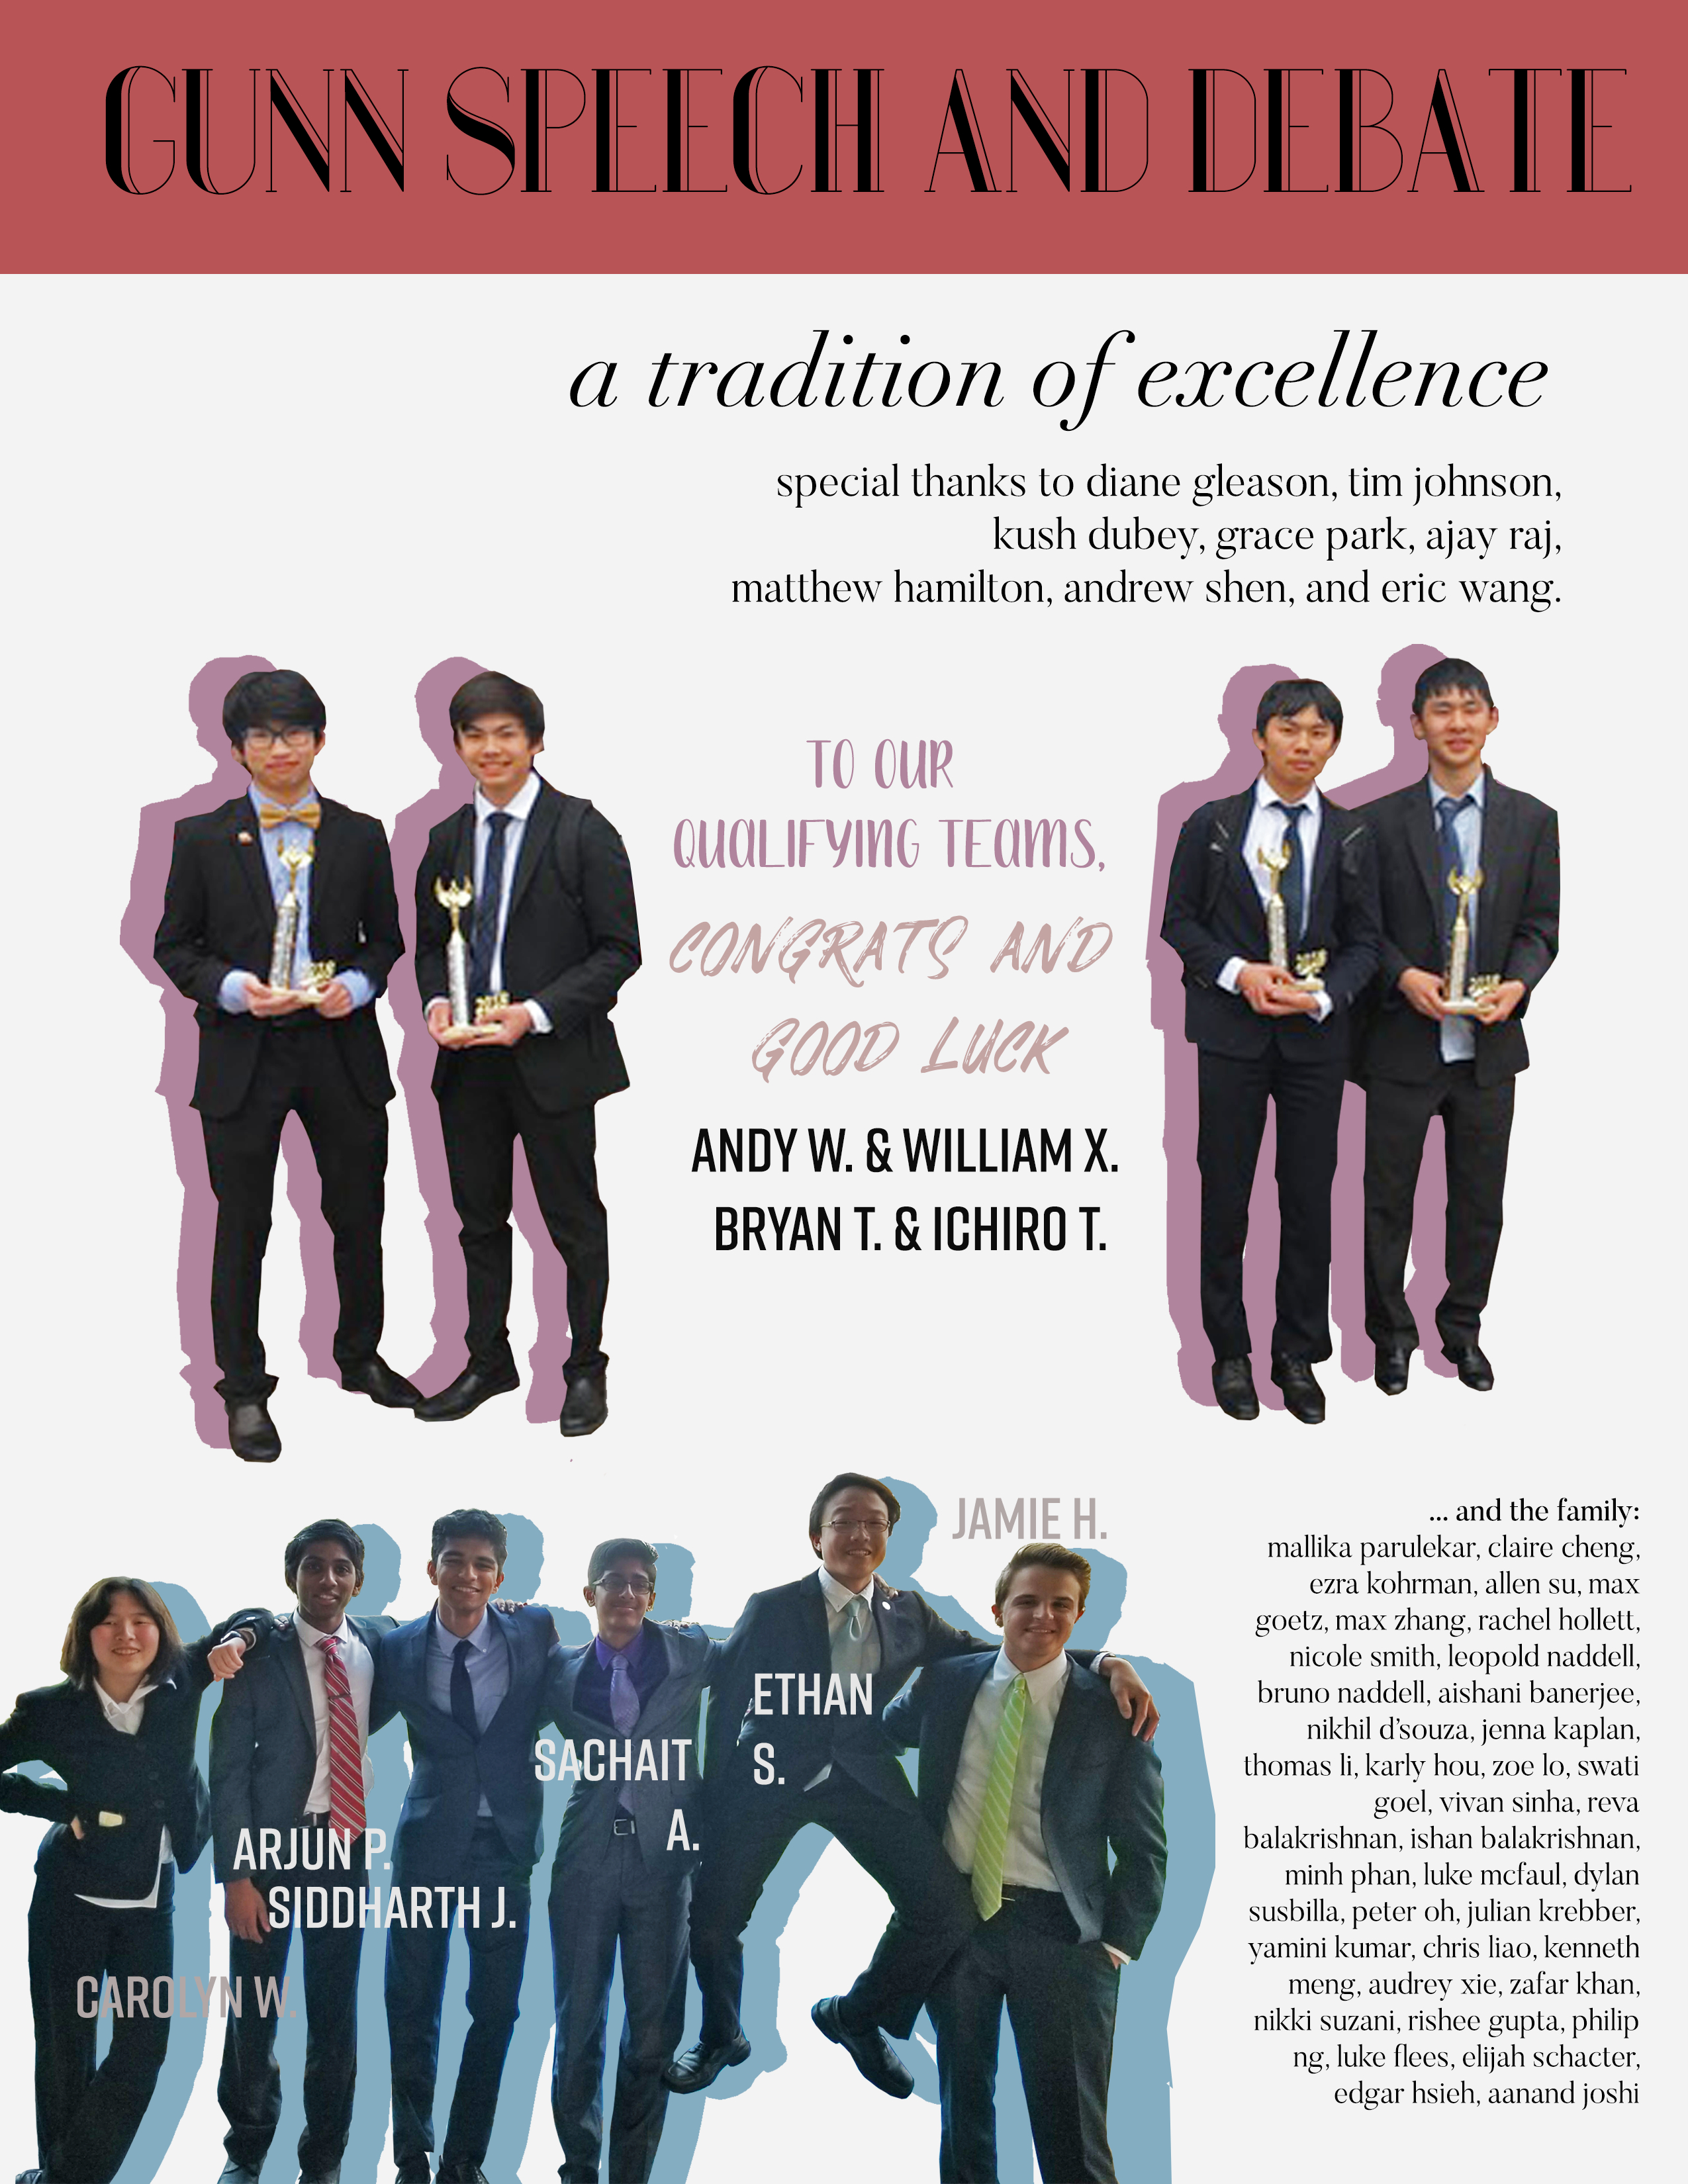 GUNN SPEECH AND DEBATE
a tradition of excellence
special thanks to diane gleason, tim johnson,
kush dubey, grace park, ajay raj,
matthew hamilton, andrew shen, and eric wang.
TO OUR
QUALIFYING TEAMS,
CONGRATS AND
GOOD LUCK
ANDY W. & WILLIAM X.
BRYAN T. & ICHIRO T.
2018
2018
2018
2018
JAMIE H.
ETHAN
S.
SACHAIT
A.
ARJUN P.
SIDDHARTH J.
CAROLYN W.
... and the family:
mallika parulekar, claire cheng,
ezra kohrman, allen su, max
goetz, max zhang, rachel hollett,
nicole smith, leopold naddell,
bruno naddell, aishani banerjee,
nikhil d'souza, jenna kaplan,
thomas li, karly hou, zoe lo, swati
goel, vivan sinha, reva
balakrishnan, ishan balakrishnan,
minh phan, luke mcfaul, dylan
susbilla, peter oh, julian krebber,
yamini kumar, chris liao, kenneth
meng, audrey xie, zafar khan,
nikki suzani, rishee gupta, philip
ng, luke flees, elijah schacter,
edgar hsieh, aanand joshi